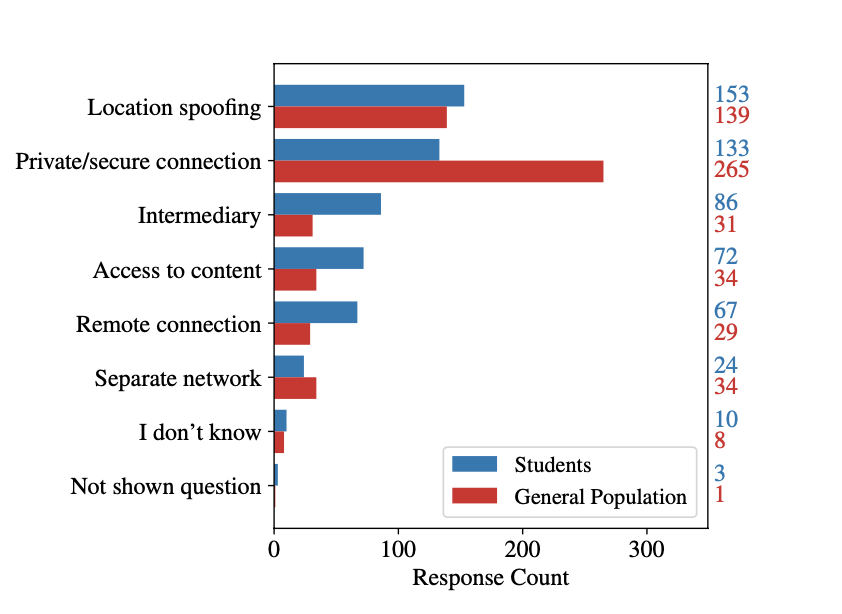 Location spoofing 153
139
Private/secure connection 133
265
Intermediary 86
31
Access to content 72
34
Remote connection 67
29
Separate network 24
34
I don’t know 10
8
Not shown question 3
1
Students
General Population
0 100 200 300
Response Count